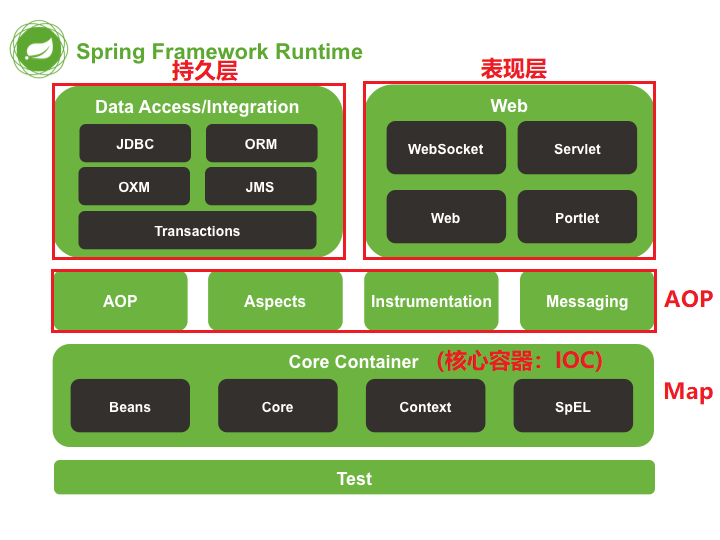 Spring Framework Runtime
持久层
表现层
Data Access/Integration
JDBC
ORM
OXM
JMS
Transactions
Web
WebSocket
Servlet
Web
Portlet
AOP
Aspects
Instrumentation
Messaging
AOP
Core Container (核心容器：IOC)
Beans
Core
Context
SpEL
Map
Test